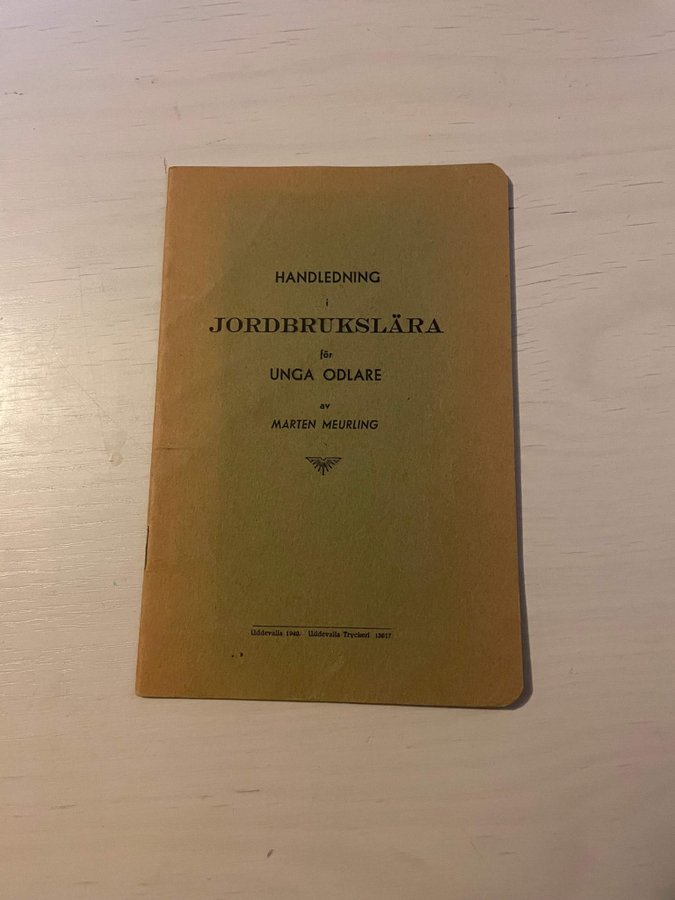 HANDLEDNING
i
JORDBRUKSLÄRA
för
UNGA ODLARE
av
MARTEN MEURLING
Uddevalla 1940. Uddevalla Tryckeri 13617